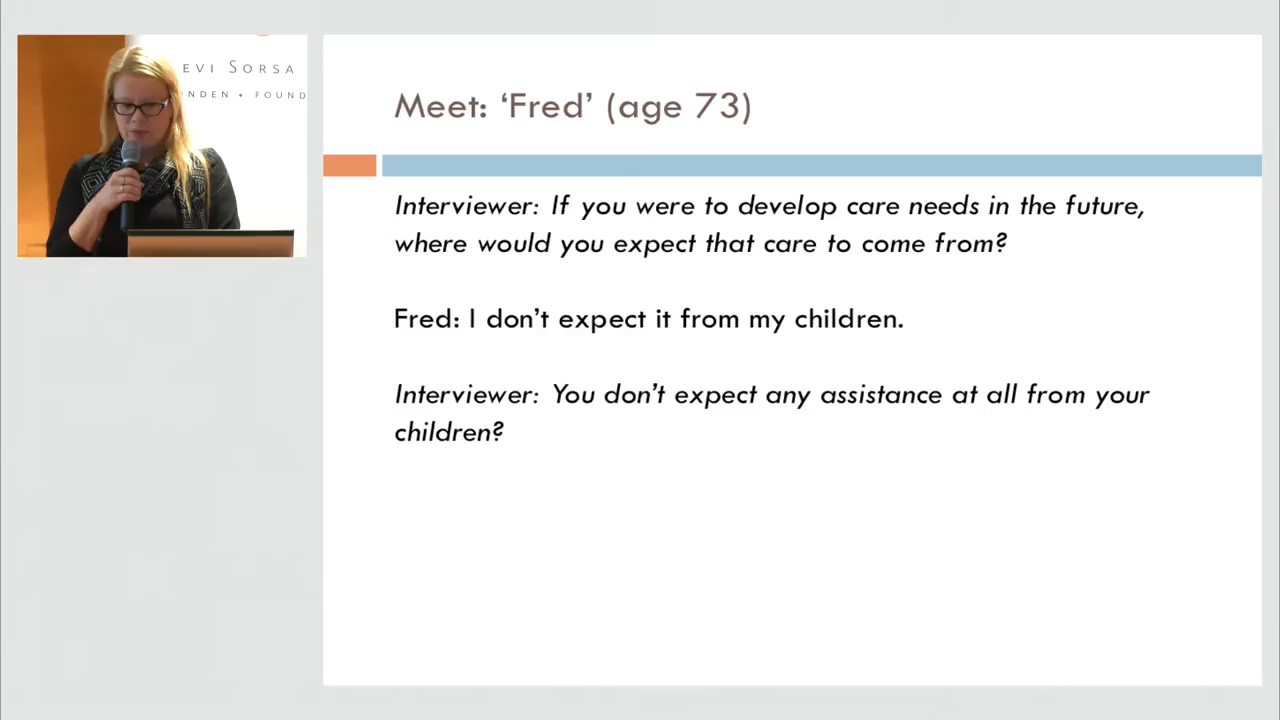 EVI SORSA
NDEN • FOUND
Meet: ‘Fred’ (age 73)
Interviewer: If you were to develop care needs in the future,
where would you expect that care to come from?
Fred: I don’t expect it from my children.
Interviewer: You don’t expect any assistance at all from your
children?